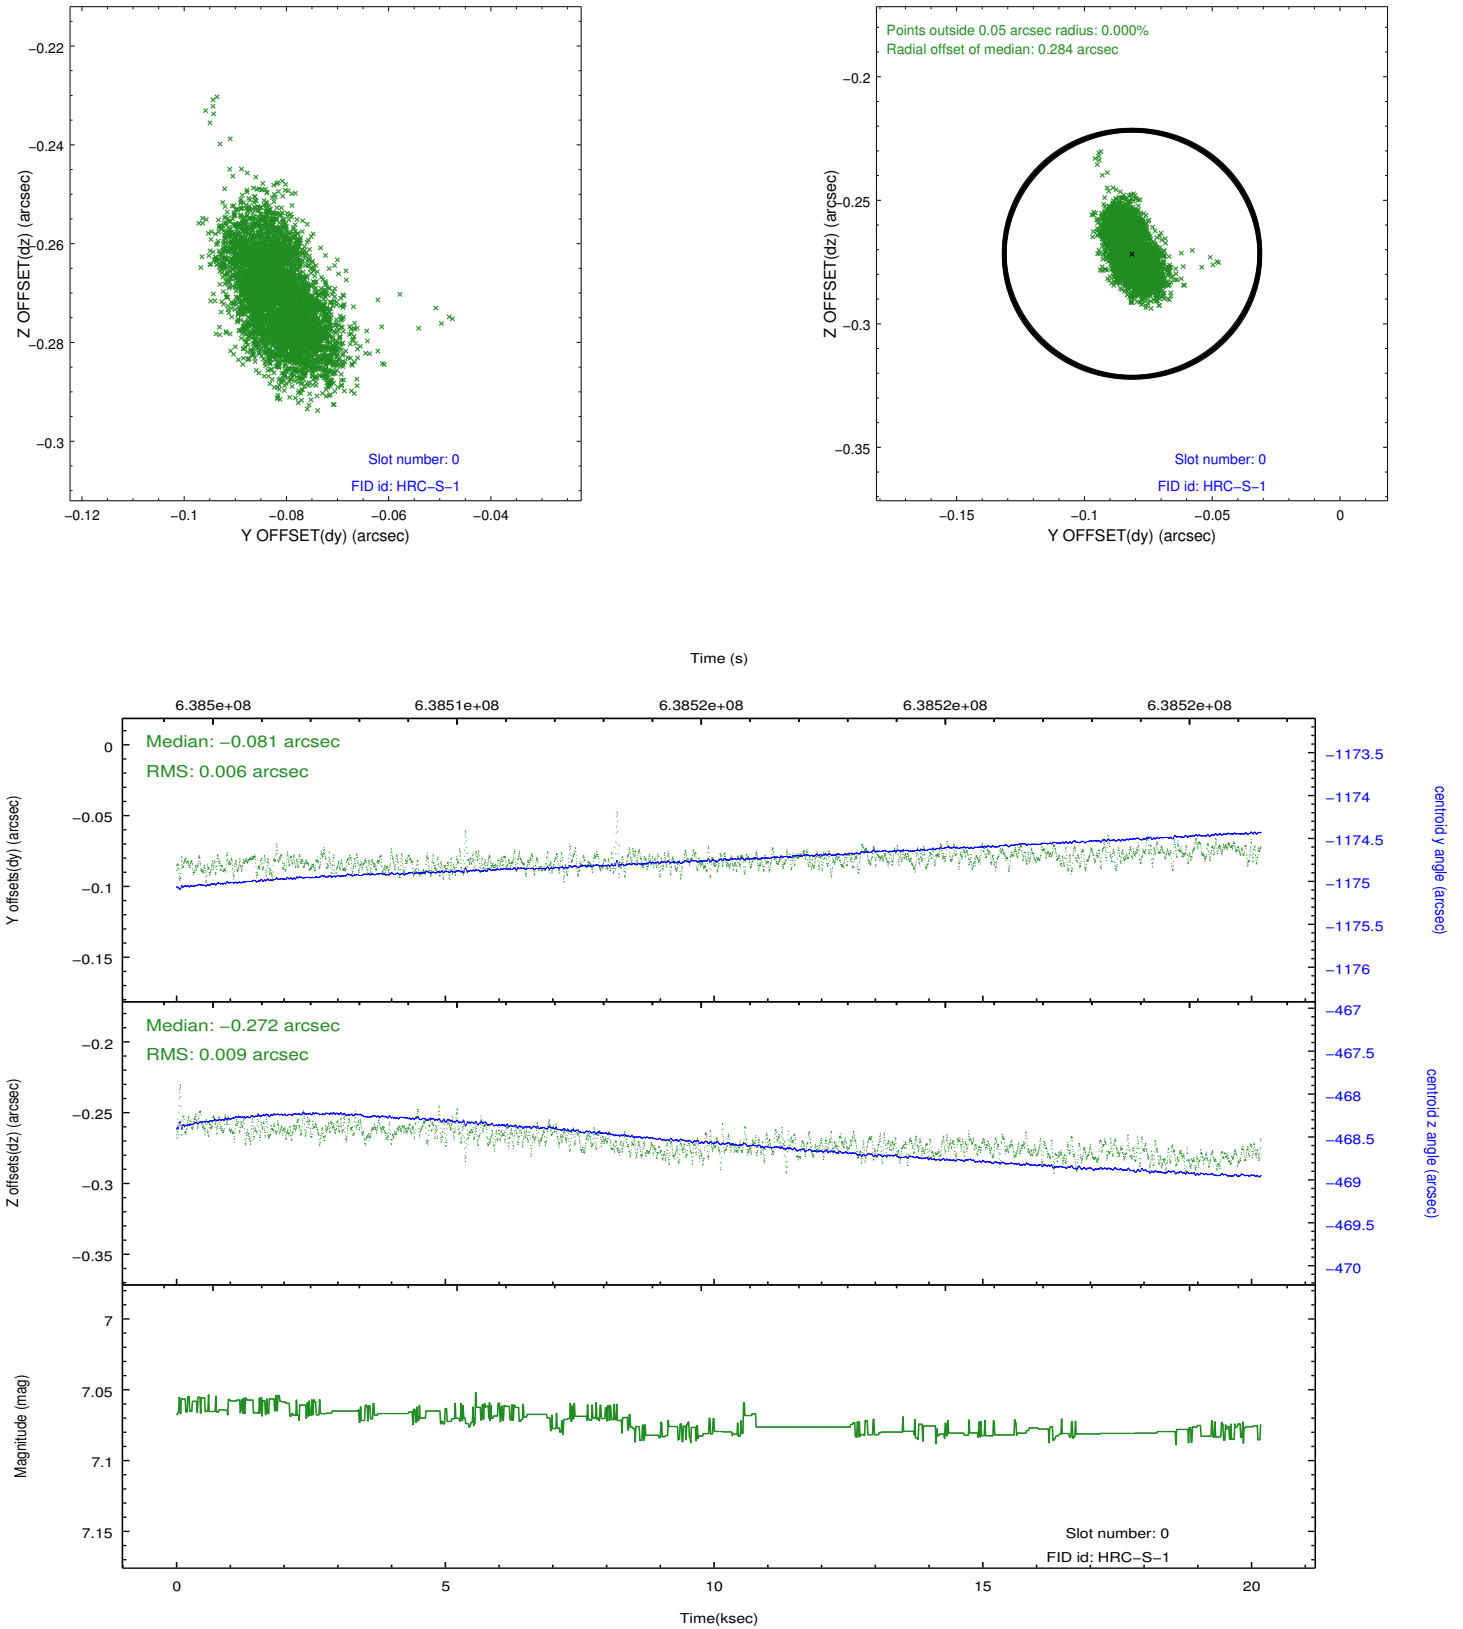 −0.22
−0.24
−0.26
−0.28
−0.3
Z OFFSET(dz) (arcsec)
Slot number: 0
FID id: HRC−S−1
−0.12
−0.1
−0.08
−0.06
−0.04
Y OFFSET(dy) (arcsec)
Points outside 0.05 arcsec radius: 0.000%
Radial offset of median: 0.284 arcsec
−0.2
−0.25
−0.3
−0.35
Z OFFSET(dz) (arcsec)
Slot number: 0
FID id: HRC−S−1
−0.15
−0.1
−0.05
0
Y OFFSET(dy) (arcsec)
Time (s)
6.385e+08
6.3851e+08
6.3852e+08
6.3852e+08
6.3852e+08
Median: −0.081 arcsec
RMS: 0.006 arcsec
0
−0.05
−0.1
−0.15
Y offsets(dy) (arcsec)
−1173.5
−1174
−1174.5
−1175
−1175.5
−1176
centroid y angle (arcsec)
Median: −0.272 arcsec
RMS: 0.009 arcsec
−0.2
−0.25
−0.3
−0.35
Z offsets(dz) (arcsec)
−467
−467.5
−468
−468.5
−469
−469.5
−470
centroid z angle (arcsec)
7
7.05
7.1
7.15
Magnitude (mag)
Slot number: 0
FID id: HRC−S−1
0
5
10
15
20
Time(ksec)